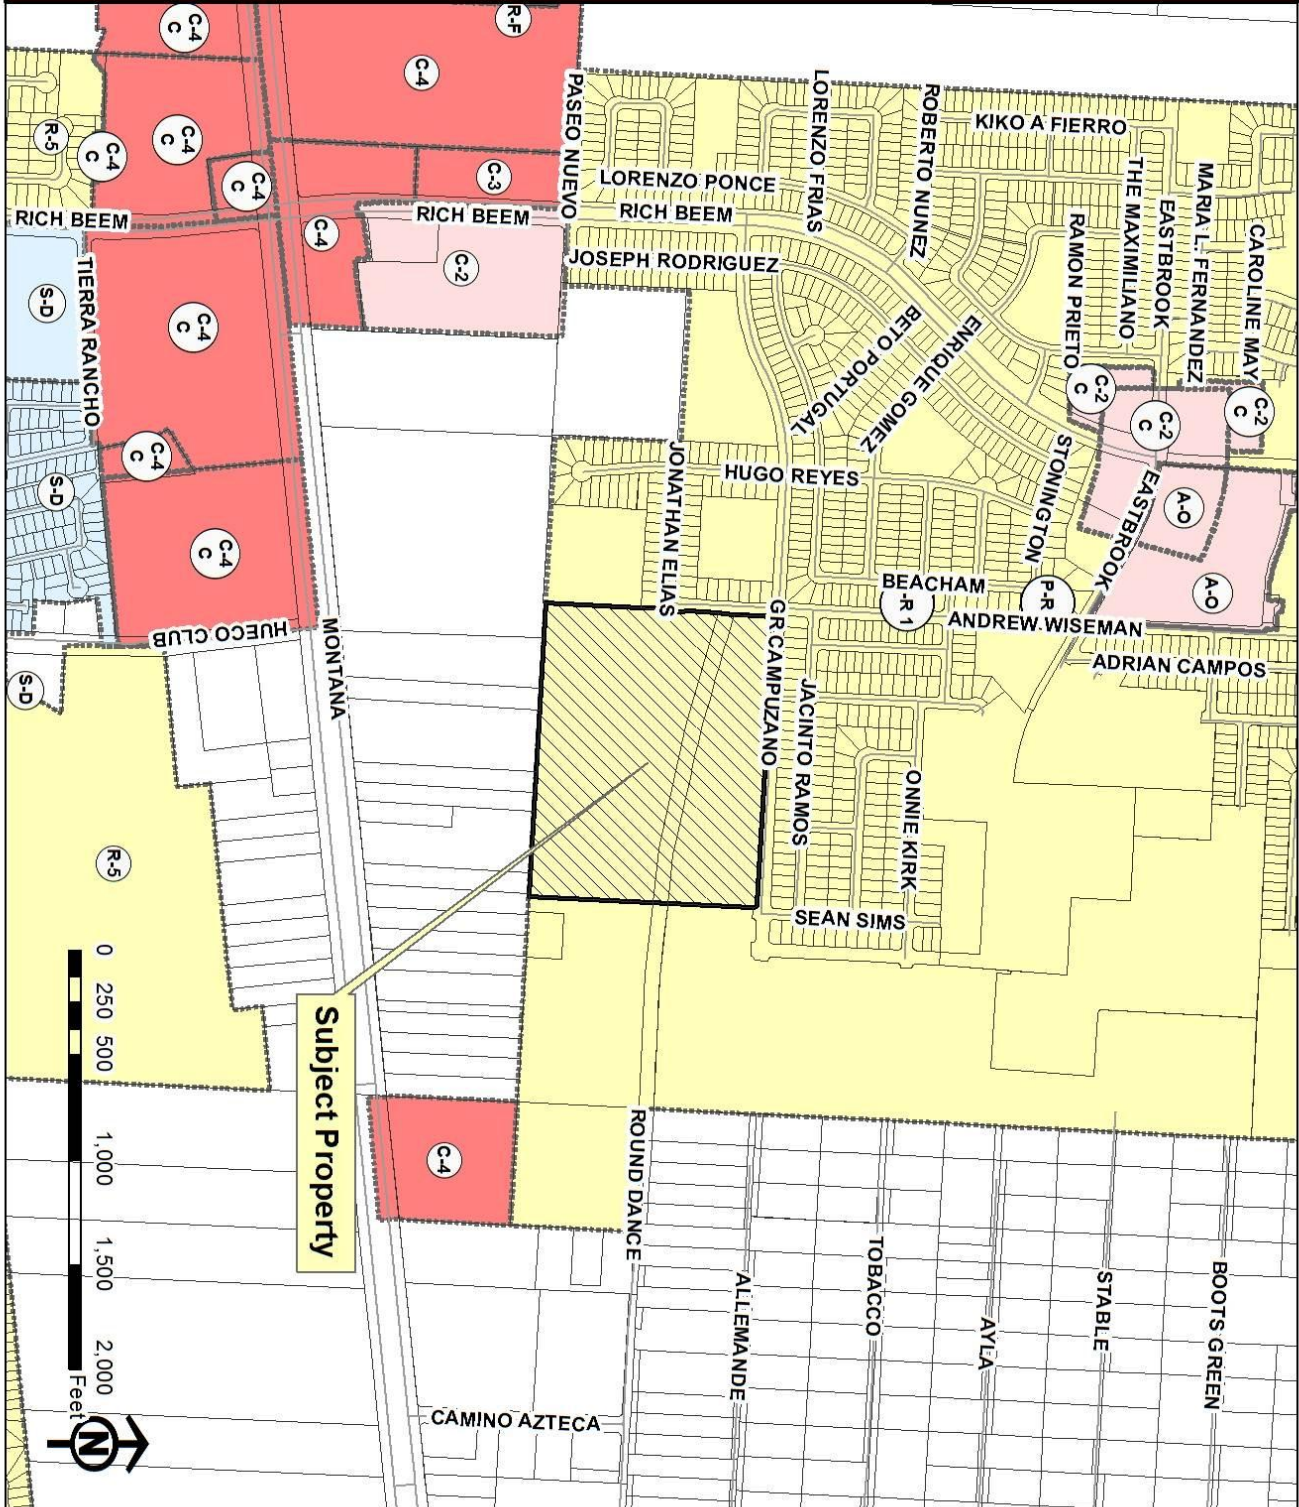 C-4
C
R-F
C-4
R-5
C-4
C
C-4
C
C-4
C
C-3
PASEO NUEVO
LORENZO FRIAS
ROBERTO NUNEZ
KIKO A FIERRO
THE MAXIMILIANO
MARIA L. FERNANDEZ
EASTBROOK
CAROLINE MAY
RAMON PRIETO
LORENZO PONCE
RICH BEEM
RICH BEEM
RICH BEEM
JOSEPH RODRIGUEZ
C-4
C-2
TIERRA RANCHO
S-D
C-4
C
BETO PORTUGAL
ENRIQUE GOMEZ
C-2
C
C-2
C
C-2
C
C-4
C
S-D
JONATHAN ELIAS
HUGO REYES
STONINGTON
EASTBROOK
A-O
A-O
C-4
C
BEACHAM
-R
1
P-R
ANDREW WISEMAN
ADRIAN CAMPOS
HUECO CLUB
MONTANA
GR CAMPUZANO
JACINTO RAMOS
ONNIE KIRK
SEAN SIMS
S-D
R-5
Subject Property
C-4
ROUND DANCE
ALLEMANDE
TOBACCO
AYLA
STABLE
BOOTS GREEN
CAMINO AZTECA
0 250 500 1,000 1,500 2,000
Feet
N